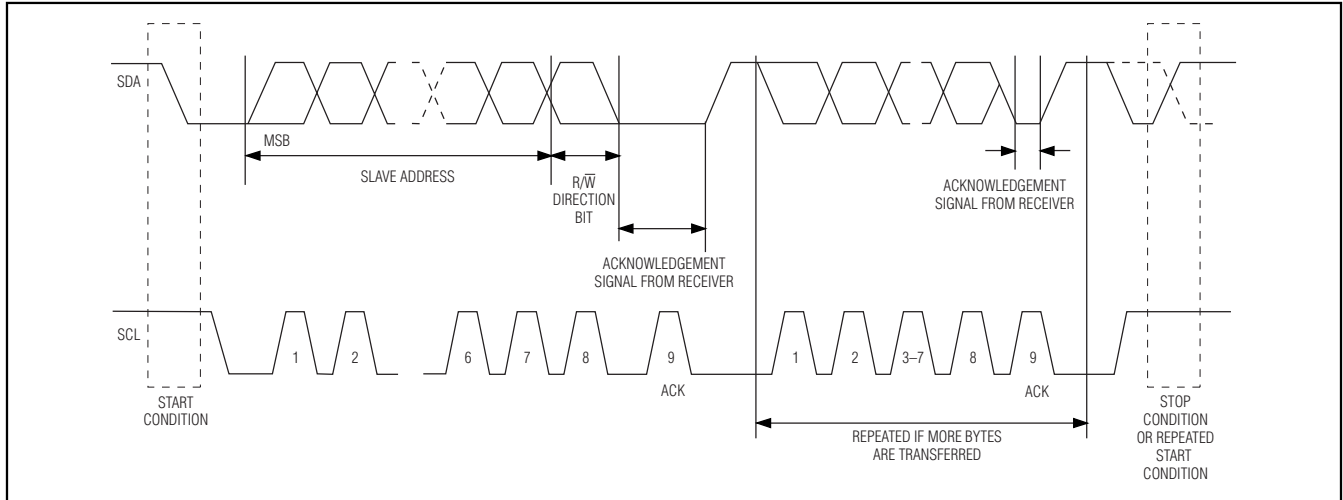 SDA
MSB
SLAVE ADDRESS
R/W̅
DIRECTION
BIT
ACKNOWLEDGEMENT
SIGNAL FROM RECEIVER
ACKNOWLEDGEMENT
SIGNAL FROM RECEIVER
SCL
1
2
6
7
8
9
ACK
1
2
3–7
8
9
ACK
START
CONDITION
REPEATED IF MORE BYTES
ARE TRANSFERRED
STOP
CONDITION
OR REPEATED
START
CONDITION